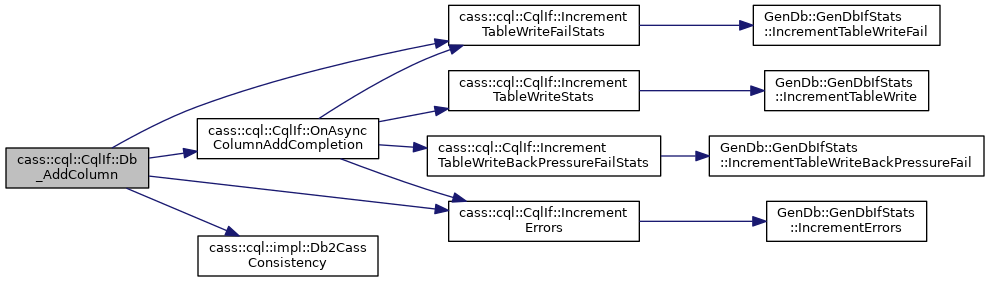 cass::cql::CqlIf::Db
_AddColumn
cass::cql::CqlIf::OnAsync
ColumnAddCompletion
cass::cql::impl::Db2Cass
Consistency
cass::cql::CqlIf::Increment
TableWriteFailStats
cass::cql::CqlIf::Increment
TableWriteStats
cass::cql::CqlIf::Increment
TableWriteBackPressureFailStats
cass::cql::CqlIf::Increment
Errors
GenDb::GenDbIfStats
::IncrementTableWriteFail
GenDb::GenDbIfStats
::IncrementTableWrite
GenDb::GenDbIfStats
::IncrementTableWriteBackPressureFail
GenDb::GenDbIfStats
::IncrementErrors